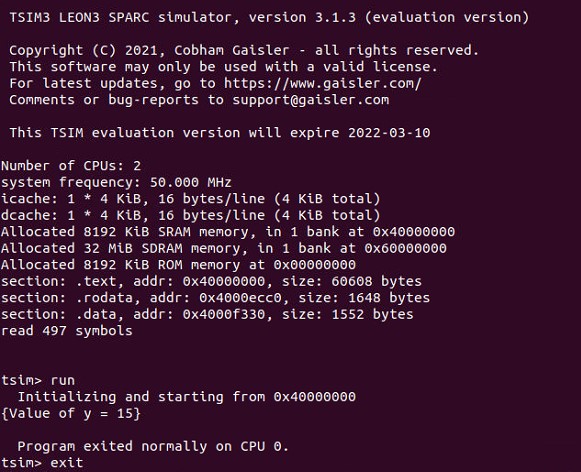 TSIM3 LEON3 SPARC simulator, version 3.1.3 (evaluation version)
Copyright (C) 2021, Cobham Gaisler - all rights reserved.
This software may only be used with a valid license.
For latest updates, go to https://www.gaisler.com/
Comments or bug-reports to support@gaisler.com
This TSIM evaluation version will expire 2022-03-10
Number of CPUs: 2
system frequency: 50.000 MHz
icache: 1 * 4 KiB, 16 bytes/line (4 KiB total)
dcache: 1 * 4 KiB, 16 bytes/line (4 KiB total)
Allocated 8192 KiB SRAM memory, in 1 bank at 0x40000000
Allocated 32 MiB SDRAM memory, in 1 bank at 0x60000000
Allocated 8192 KiB ROM memory at 0x00000000
section: .text, addr: 0x40000000, size: 60608 bytes
section: .rodata, addr: 0x4000ecc0, size: 1648 bytes
section: .data, addr: 0x4000f330, size: 1552 bytes
read 497 symbols
tsim> run
Initializing and starting from 0x40000000
{Value of y = 15}
Program exited normally on CPU 0.
tsim> exit